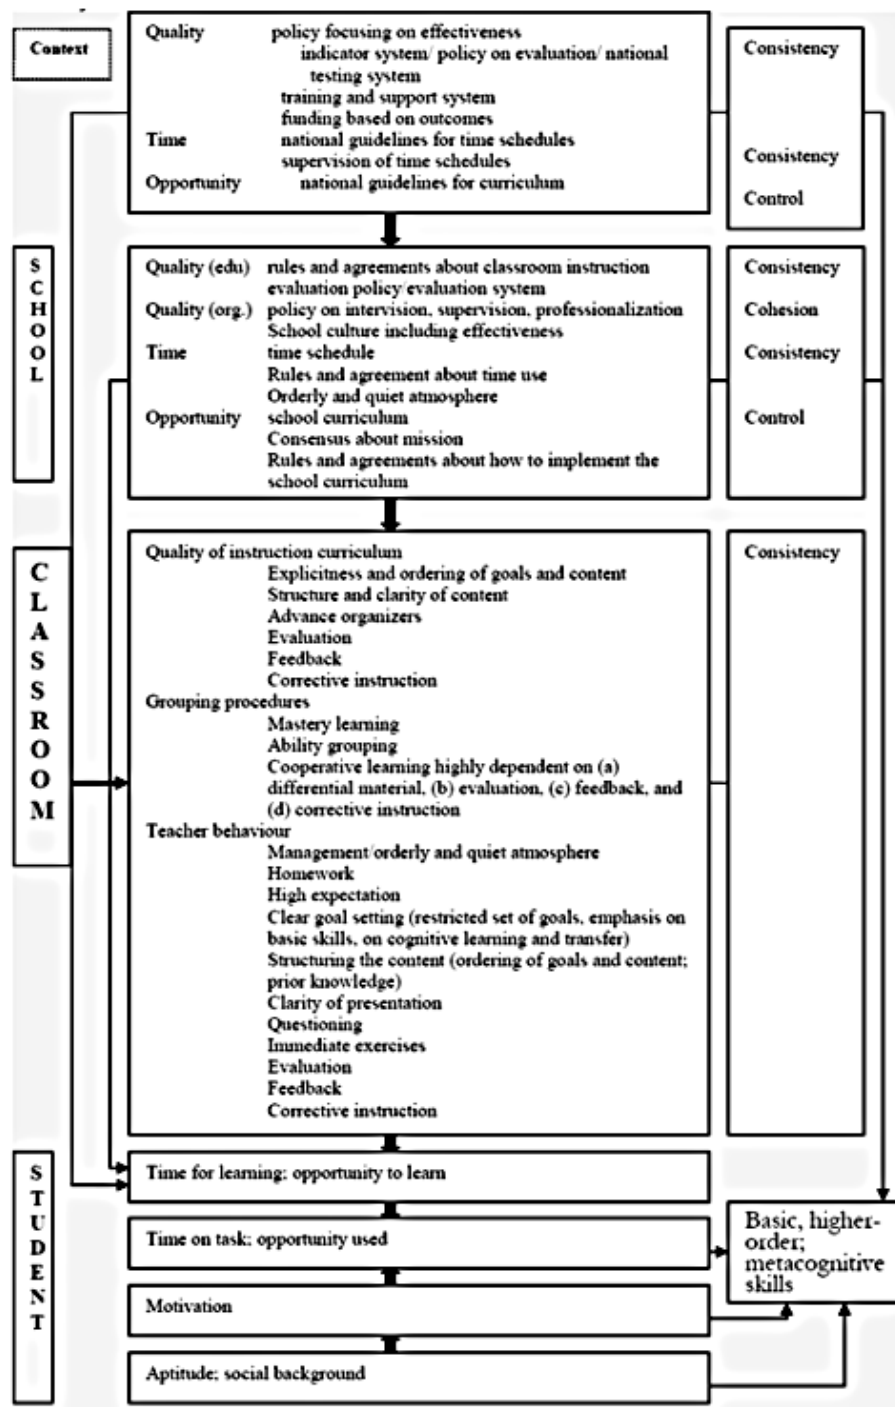 Context
Quality policy focusing on effectiveness
indicator system/ policy on evaluation/ national
testing system
training and support system
funding based on outcomes
Time national guidelines for time schedules
supervision of time schedules
Opportunity national guidelines for curriculum
Consistency
Consistency
Control
SCHOOL
Quality (edu) rules and agreements about classroom instruction
evaluation policy/evaluation system
Quality (org.) policy on intervision, supervision, professionalization
School culture including effectiveness
Time time schedule
Rules and agreement about time use
Orderly and quiet atmosphere
Opportunity school curriculum
Consensus about mission
Rules and agreements about how to implement the
school curriculum
Consistency
Cohesion
Consistency
Control
CLASSROOM
Quality of instruction curriculum
Explicitness and ordering of goals and content
Structure and clarity of content
Advance organizers
Evaluation
Feedback
Corrective instruction
Grouping procedures
Mastery learning
Ability grouping
Cooperative learning highly dependent on (a)
differential material, (b) evaluation, (c) feedback, and
(d) corrective instruction
Teacher behaviour
Management/orderly and quiet atmosphere
Homework
High expectation
Clear goal setting (restricted set of goals, emphasis on
basic skills, on cognitive learning and transfer)
Structuring the content (ordering of goals and content;
prior knowledge)
Clarity of presentation
Questioning
Immediate exercises
Evaluation
Feedback
Corrective instruction
Consistency
STUDENT
Time for learning; opportunity to learn
Time on task; opportunity used
Motivation
Aptitude; social background
Basic, higher-
order;
metacognitive
skills